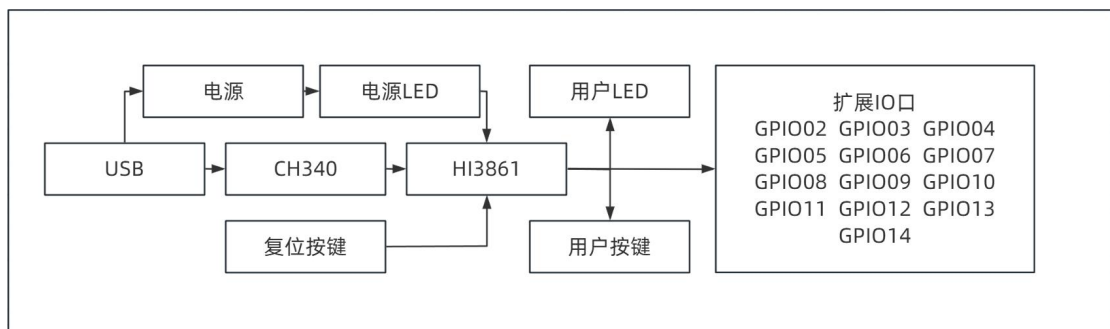 电源
电源LED
用户LED
USB
CH340
HI3861
复位按键
用户按键
扩展IO口
GPIO02 GPIO03 GPIO04
GPIO05 GPIO06 GPIO07
GPIO08 GPIO09 GPIO10
GPIO11 GPIO12 GPIO13
GPIO14